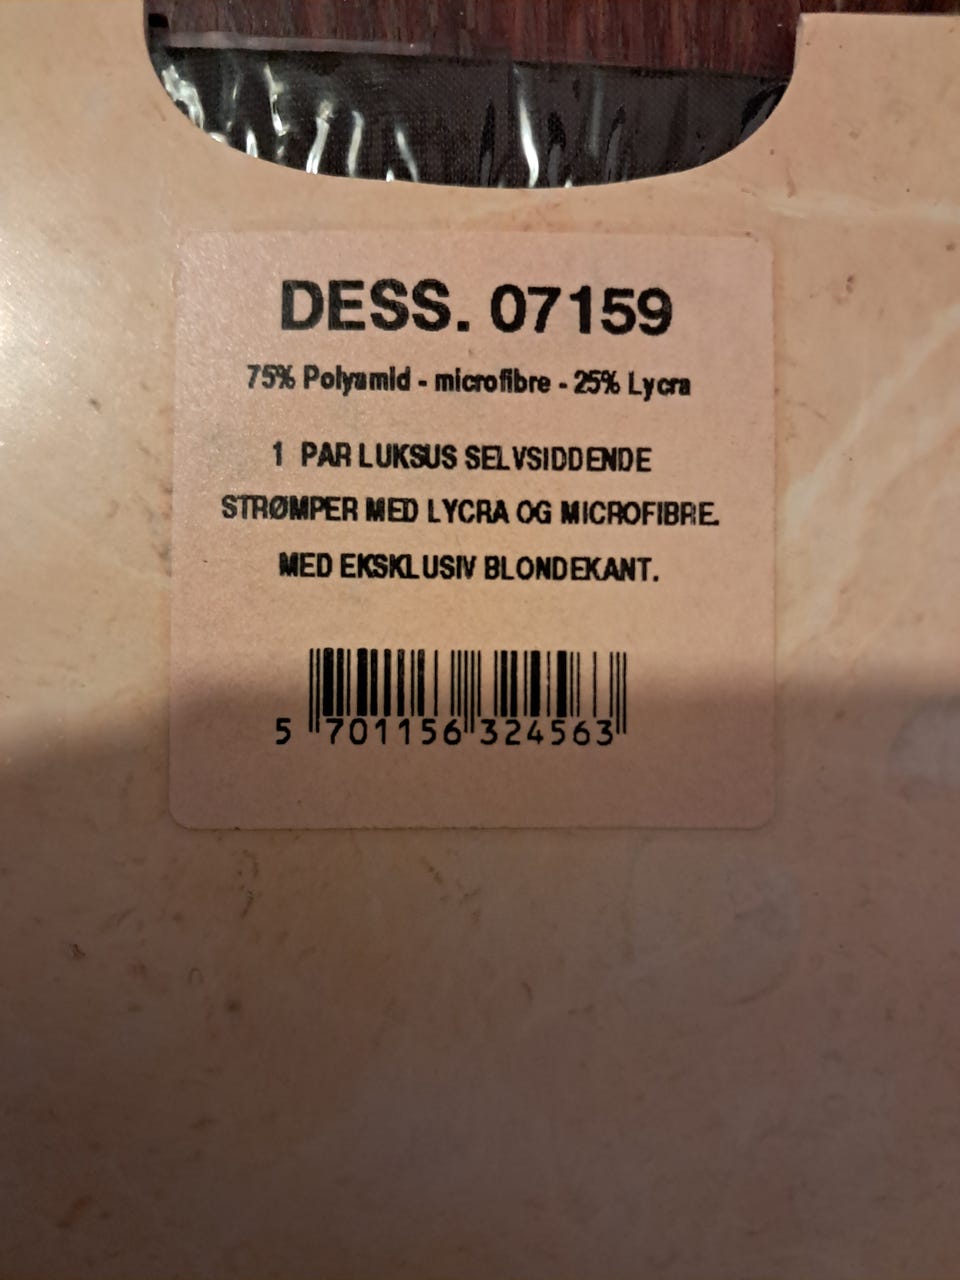 DESS. 07159
75% Polyamid - microfibre - 25% Lycra
1 PAR LUKSUS SELVSIDDENDE
STRØMPER MED LYCRA OG MICROFIBRE.
MED EKSKLUSIV BLONDEKANT.
5 701156 324563